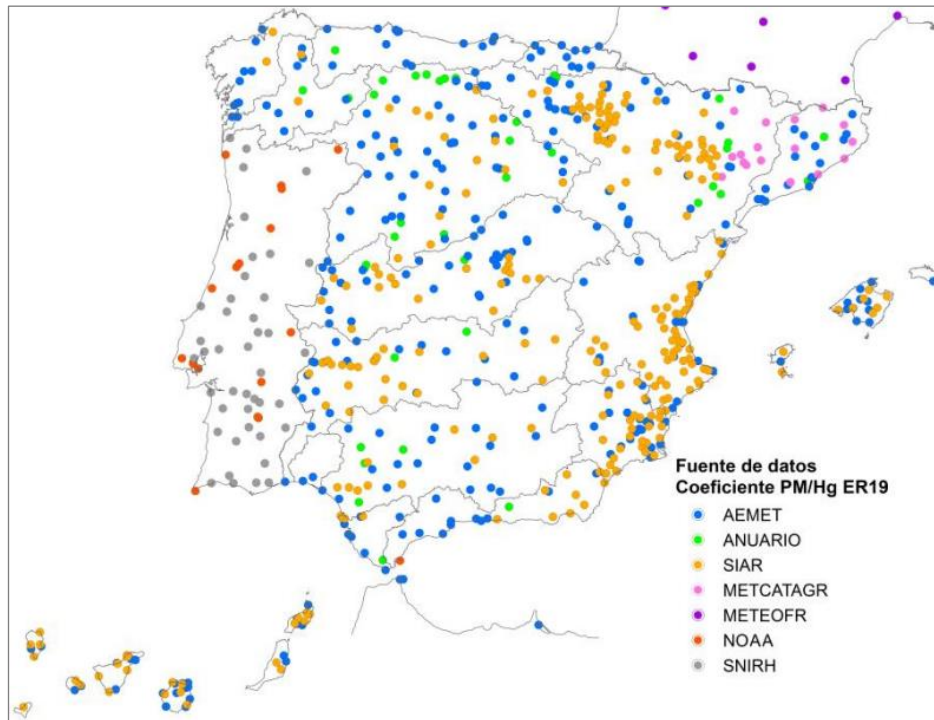 Fuente de datos
Coeficiente PM/Hg ER19
AEMET
ANUARIO
SIAR
METCATAGR
METEOFR
NOAA
SNIRH